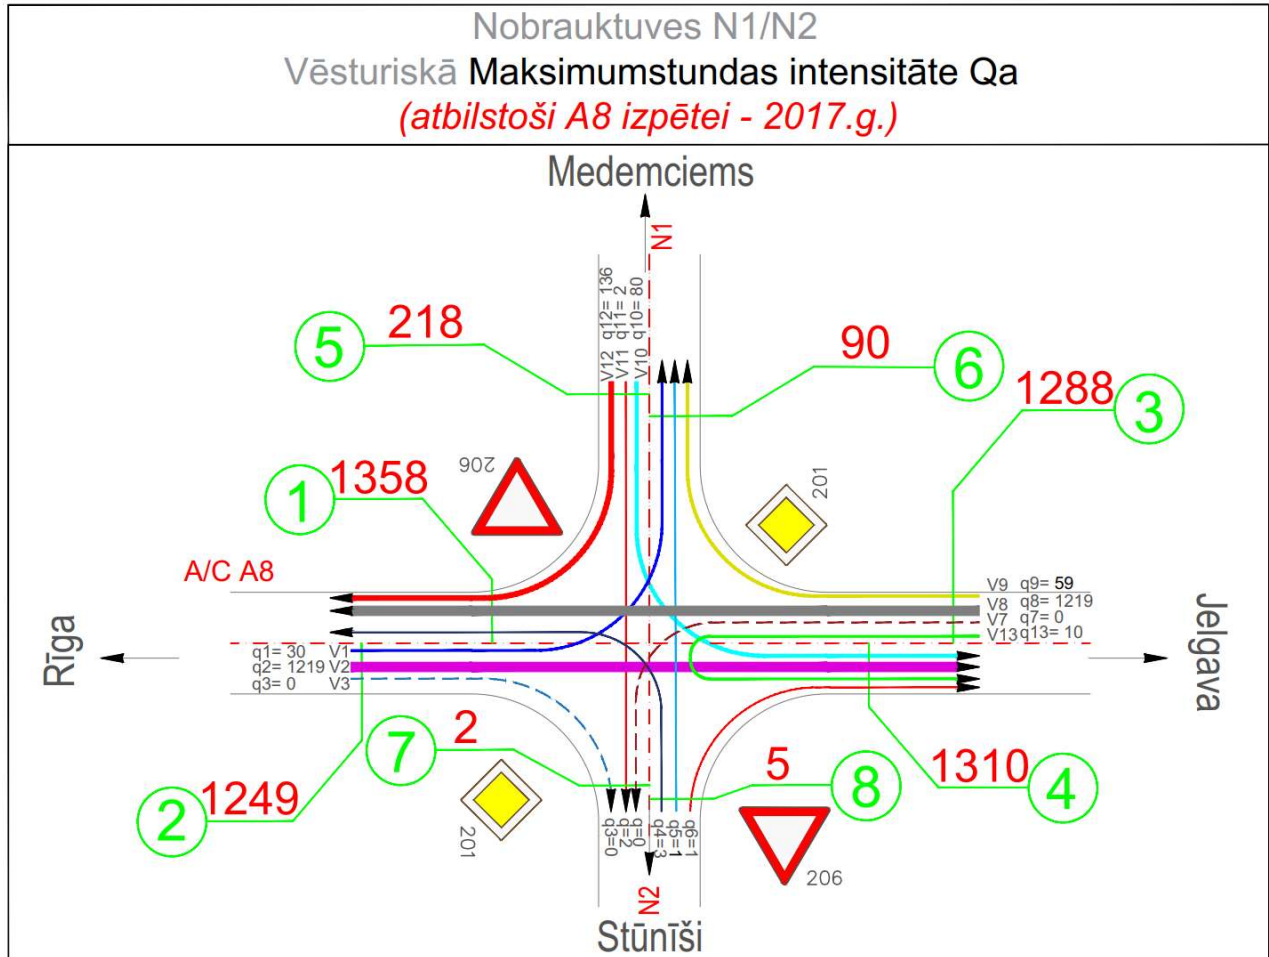 Nobrauktuves N1/N2
Vēsturiskā Maksimumstundas intensitāte Qa
(atbilstoši A8 izpētei - 2017.g.)
Medemciems
N1
V12 q12= 136
V11 q11= 2
V10 q10= 80
5 218
90 6
1288 3
1 1358
206
201
A/C A8
V9 q9= 59
V8 q8= 1219
V7 q7= 0
V13 q13= 10
Rīga
Jelgava
q1= 30 V1
q2= 1219 V2
q3= 0 V3
7 2
5 8
1310 4
2 1249
201
206
q3=0
q=2
q=0
q4=3
q5=1
q6=1
N2
Stūnīši